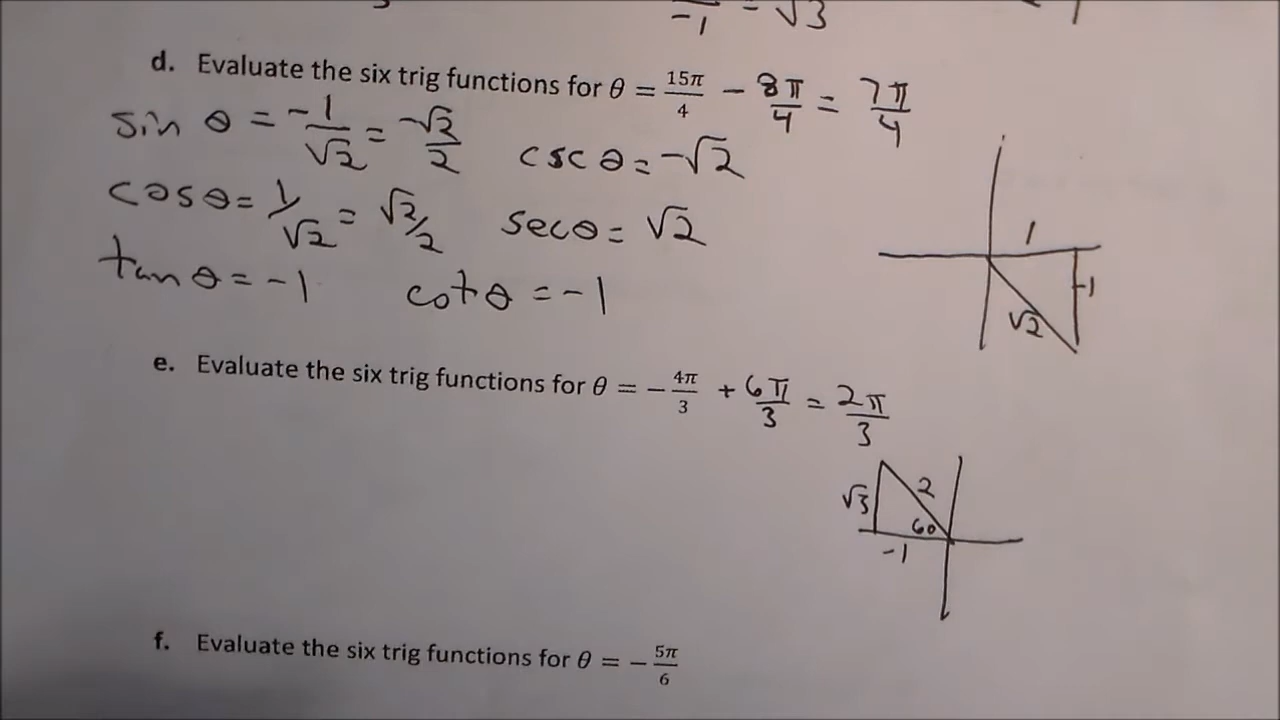 -1 = √3
d. Evaluate the six trig functions for θ = 15π/4 − 8π/4 = 7π/4
sin θ = -1/√2 = -√2/2 csc θ = -√2
cos θ = 1/√2 = √2/2 sec θ = √2
tan θ = -1 cot θ = -1
1
-1
√2
e. Evaluate the six trig functions for θ = − 4π/3 + 6π/3 = 2π/3
√3 2
60
-1
f. Evaluate the six trig functions for θ = − 5π/6